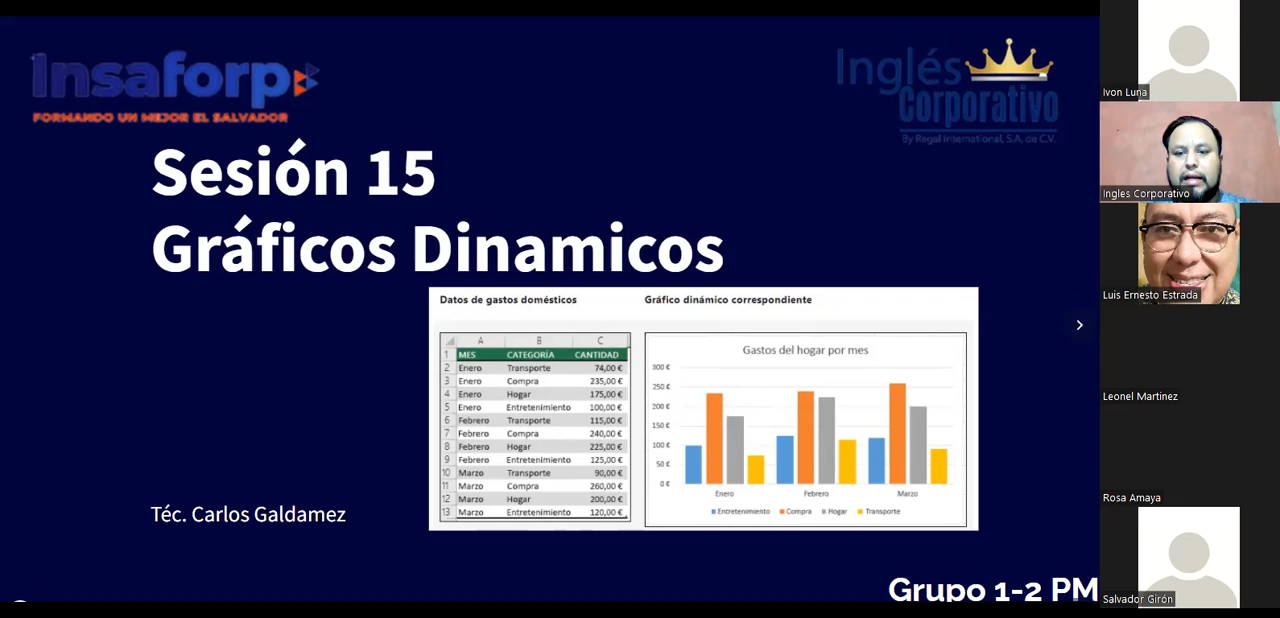 Insaforp
FORMANDO UN MEJOR EL SALVADOR
Inglés
Corporativo
By Regal International, S.A. de C.V.
Sesión 15
Gráficos Dinamicos
Datos de gastos domésticos
A B C
1 MES CATEGORÍA CANTIDAD
2 Enero Transporte 74,00 €
3 Enero Compra 235,00 €
4 Enero Hogar 175,00 €
5 Enero Entretenimiento 100,00 €
6 Febrero Transporte 115,00 €
7 Febrero Compra 240,00 €
8 Febrero Hogar 225,00 €
9 Febrero Entretenimiento 125,00 €
10 Marzo Transporte 90,00 €
11 Marzo Compra 260,00 €
12 Marzo Hogar 200,00 €
13 Marzo Entretenimiento 120,00 €
Gráfico dinámico correspondiente
Gastos del hogar por mes
300 €
250 €
200 €
150 €
100 €
50 €
0 €
Enero Febrero Marzo
Entretenimiento Compra Hogar Transporte
Téc. Carlos Galdamez
Grupo 1-2 PM
Ivon Luna
Ingles Corporativo
Luis Ernesto Estrada
Leonel Martinez
Rosa Amaya
Salvador Girón